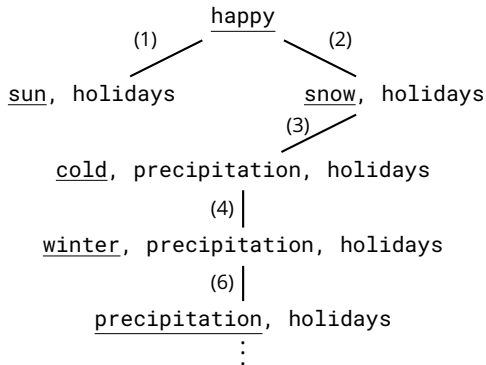 happy
(1) (2)
sun, holidays snow, holidays
(3)
cold, precipitation, holidays
(4)
winter, precipitation, holidays
(6)
precipitation, holidays
⋮